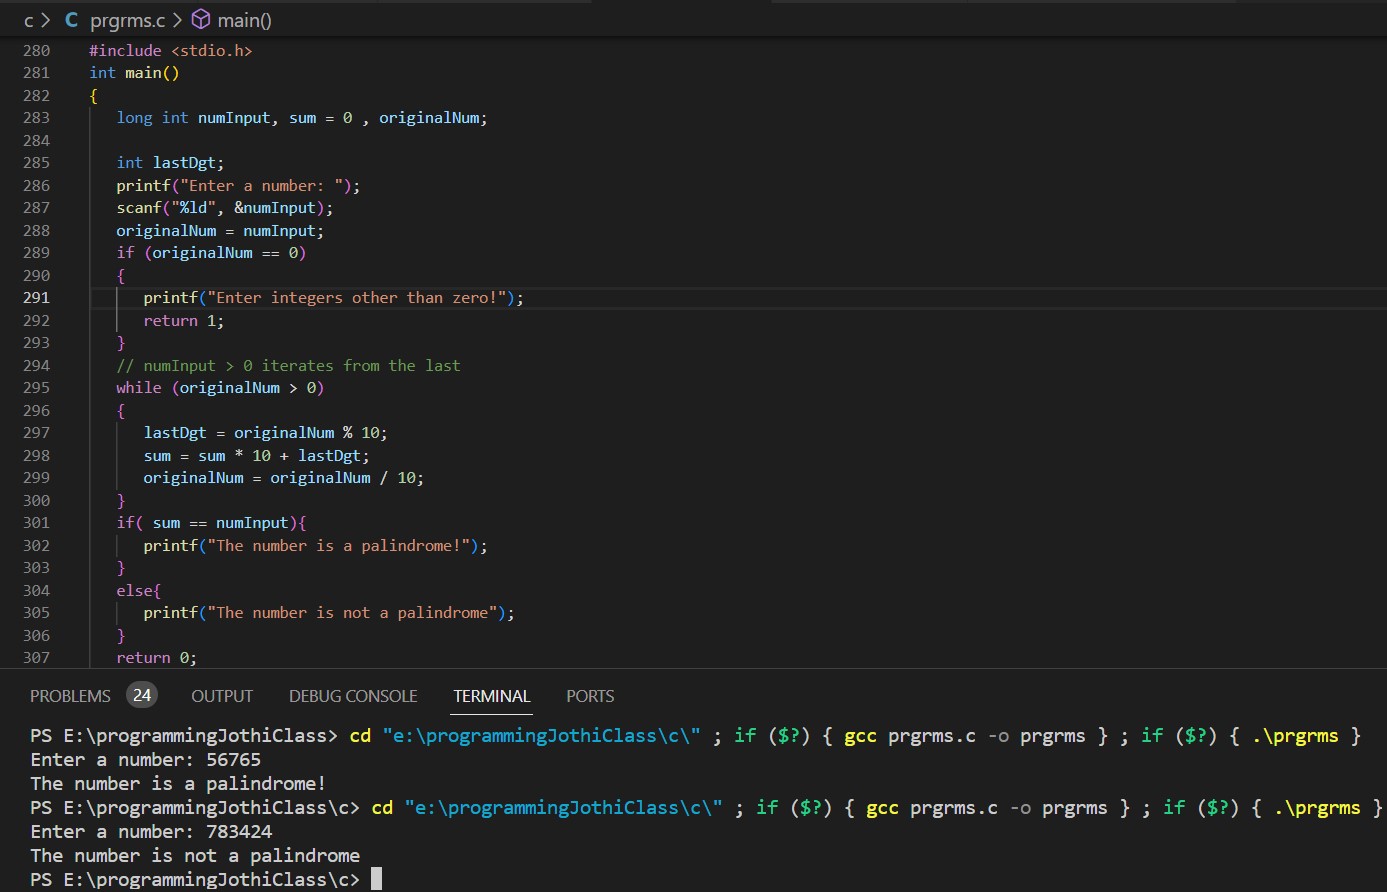 c > C prgrms.c > main()
280 #include <stdio.h>
281 int main()
282 {
283 long int numInput, sum = 0 , originalNum;
284
285 int lastDgt;
286 printf("Enter a number: ");
287 scanf("%ld", &numInput);
288 originalNum = numInput;
289 if (originalNum == 0)
290 {
291 printf("Enter integers other than zero!");
292 return 1;
293 }
294 // numInput > 0 iterates from the last
295 while (originalNum > 0)
296 {
297 lastDgt = originalNum % 10;
298 sum = sum * 10 + lastDgt;
299 originalNum = originalNum / 10;
300 }
301 if( sum == numInput){
302 printf("The number is a palindrome!");
303 }
304 else{
305 printf("The number is not a palindrome");
306 }
307 return 0;
PROBLEMS 24 OUTPUT DEBUG CONSOLE TERMINAL PORTS
PS E:\programmingJothiClass> cd "e:\programmingJothiClass\c\" ; if ($?) { gcc prgrms.c -o prgrms } ; if ($?) { .\prgrms }
Enter a number: 56765
The number is a palindrome!
PS E:\programmingJothiClass\c> cd "e:\programmingJothiClass\c\" ; if ($?) { gcc prgrms.c -o prgrms } ; if ($?) { .\prgrms }
Enter a number: 783424
The number is not a palindrome
PS E:\programmingJothiClass\c>